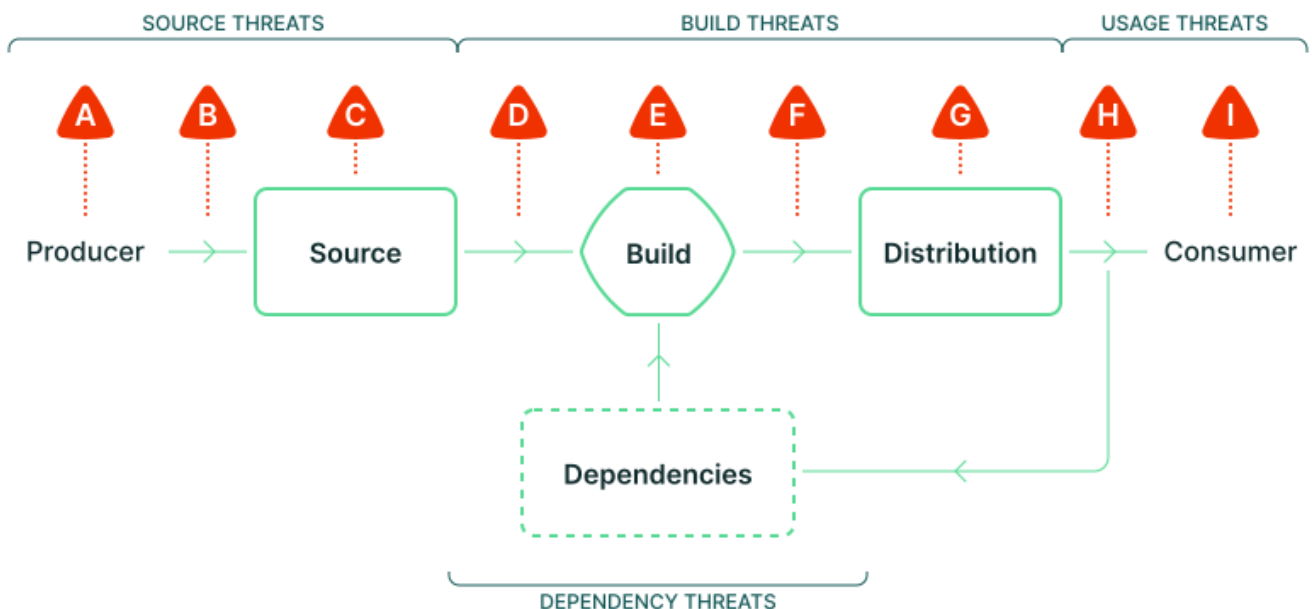 SOURCE THREATS
BUILD THREATS
USAGE THREATS
A
B
C
D
E
F
G
H
I
Producer
Source
Build
Distribution
Consumer
Dependencies
DEPENDENCY THREATS